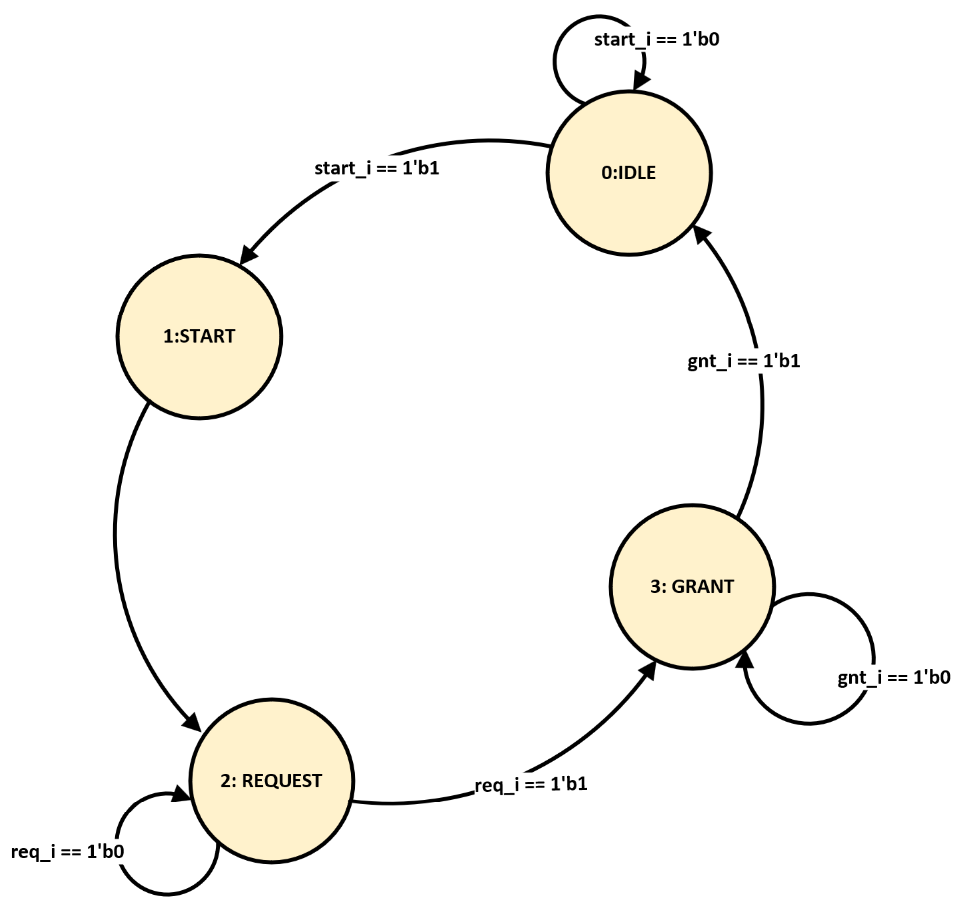 start_i == 1'b0
0:IDLE
start_i == 1'b1
1:START
gnt_i == 1'b1
3: GRANT
gnt_i == 1'b0
2: REQUEST
req_i == 1'b1
req_i == 1'b0